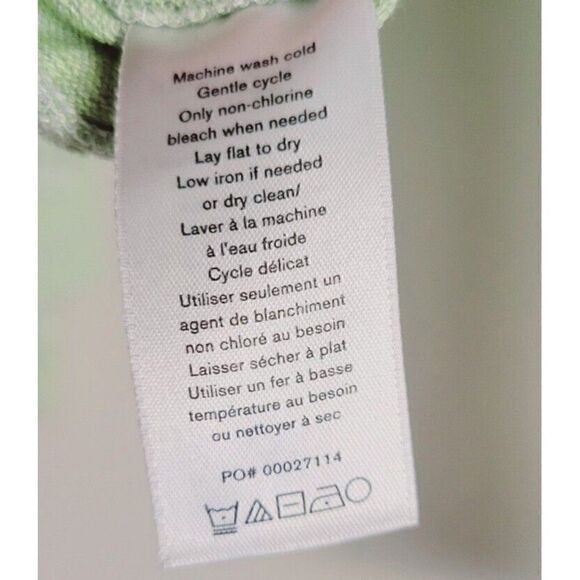 Machine wash cold
Gentle cycle
Only non-chlorine
bleach when needed
Lay flat to dry
Low iron if needed
or dry clean/
Laver à la machine
à l'eau froide
Cycle délicat
Utiliser seulement un
agent de blanchiment
non chloré au besoin
Laisser sécher à plat
Utiliser un fer à basse
température au besoin
ou nettoyer à sec
PO# 00027114